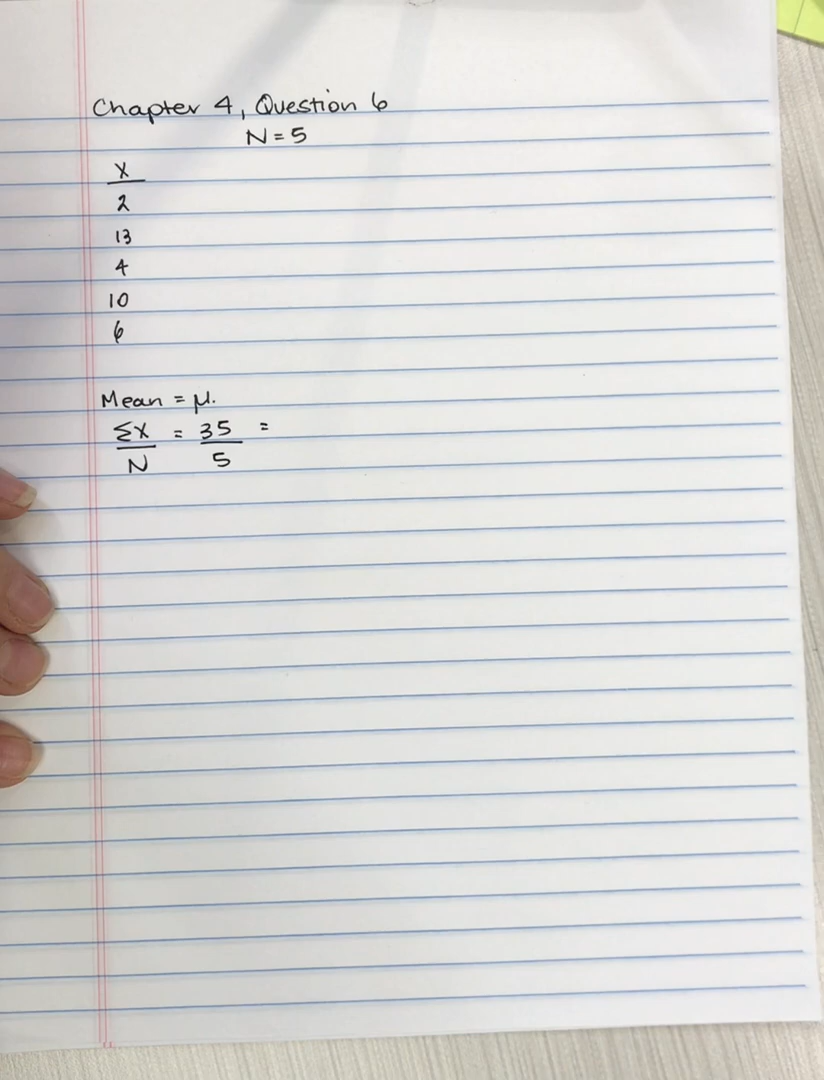 Chapter 4, Question 6
N = 5
X
2
13
4
10
6
Mean = μ.
ΣX/N = 35/5 =